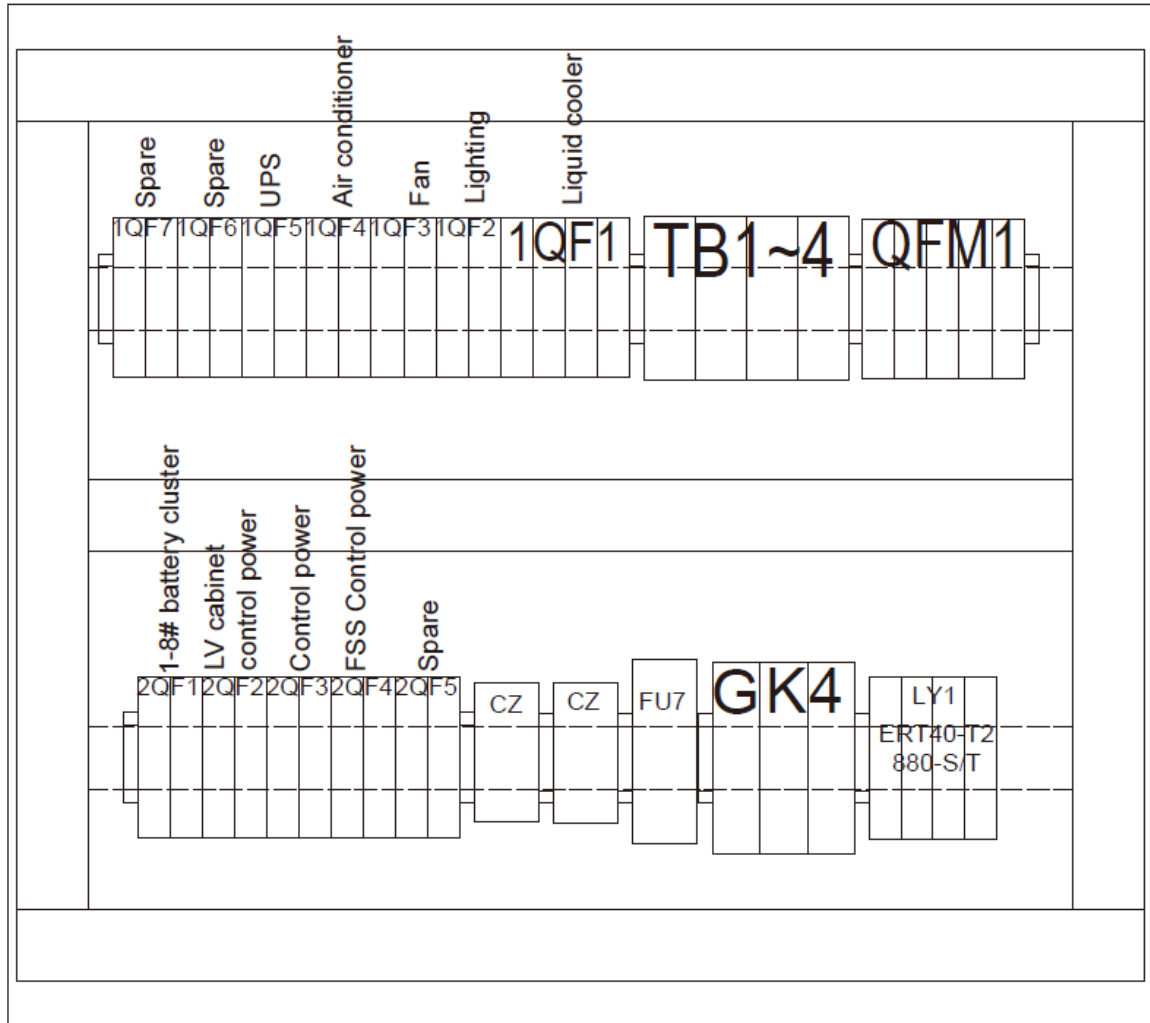 Spare
Spare
UPS
Air conditioner
Fan
Lighting
Liquid cooler
1QF7
1QF6
1QF5
1QF4
1QF3
1QF2
1QF1
TB1~4
QFM1
1-8# battery cluster
LV cabinet
control power
Control power
FSS Control power
Spare
2QF1
2QF2
2QF3
2QF4
2QF5
CZ
CZ
FU7
GK4
LY1
ERT40-T2
880-S/T